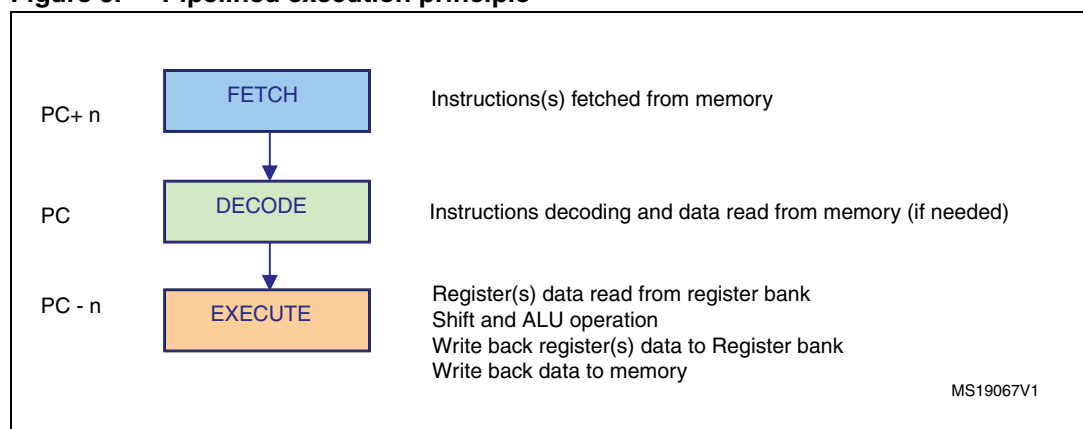 PC+ n
FETCH
Instructions(s) fetched from memory
PC
DECODE
Instructions decoding and data read from memory (if needed)
PC - n
EXECUTE
Register(s) data read from register bank
Shift and ALU operation
Write back register(s) data to Register bank
Write back data to memory
MS19067V1